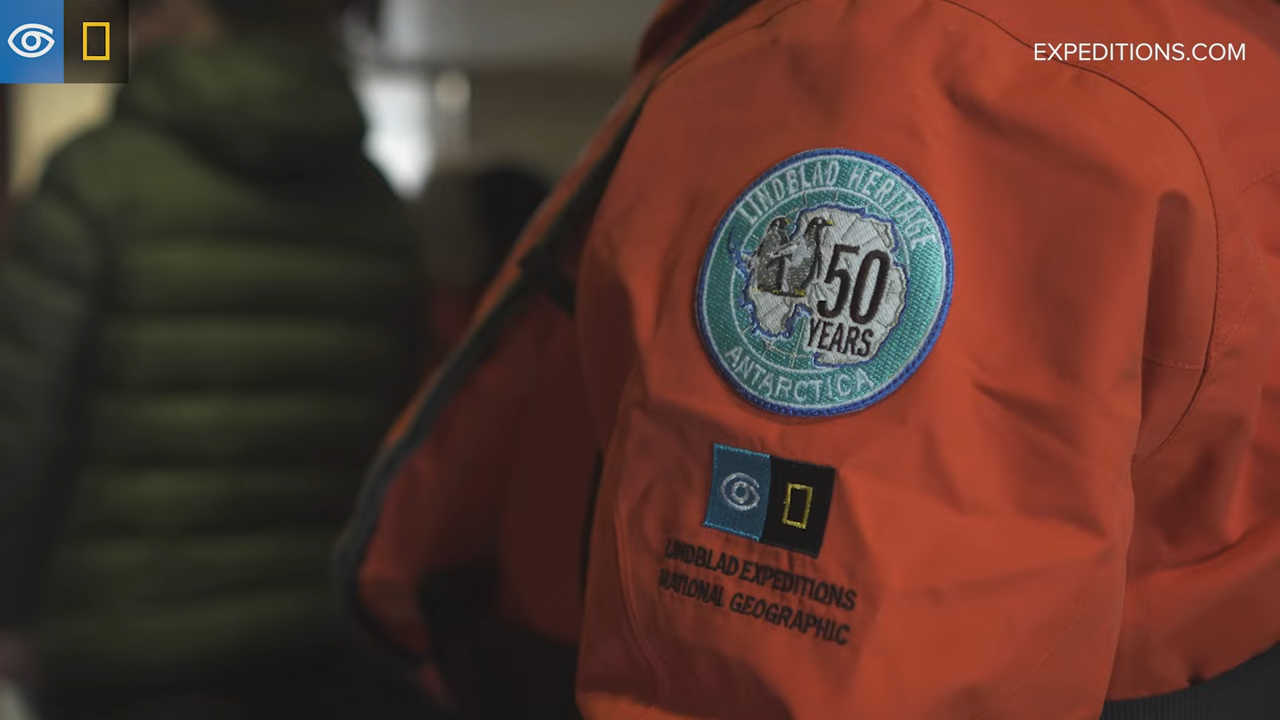 EXPEDITIONS.COM
LINDBLAD HERITAGE
50
YEARS
ANTARCTICA
LINDBLAD EXPEDITIONS
NATIONAL GEOGRAPHIC